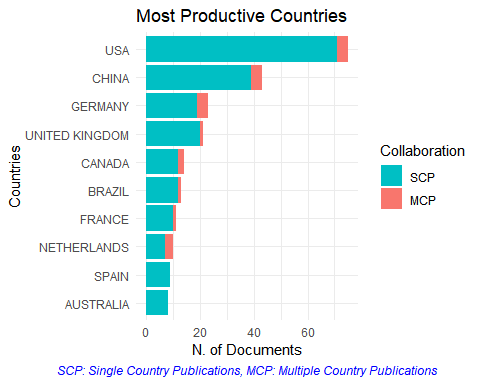 Most Productive Countries
USA
CHINA
GERMANY
UNITED KINGDOM
CANADA
BRAZIL
FRANCE
NETHERLANDS
SPAIN
AUSTRALIA
Countries
0 20 40 60
N. of Documents
Collaboration
SCP
MCP
SCP: Single Country Publications, MCP: Multiple Country Publications